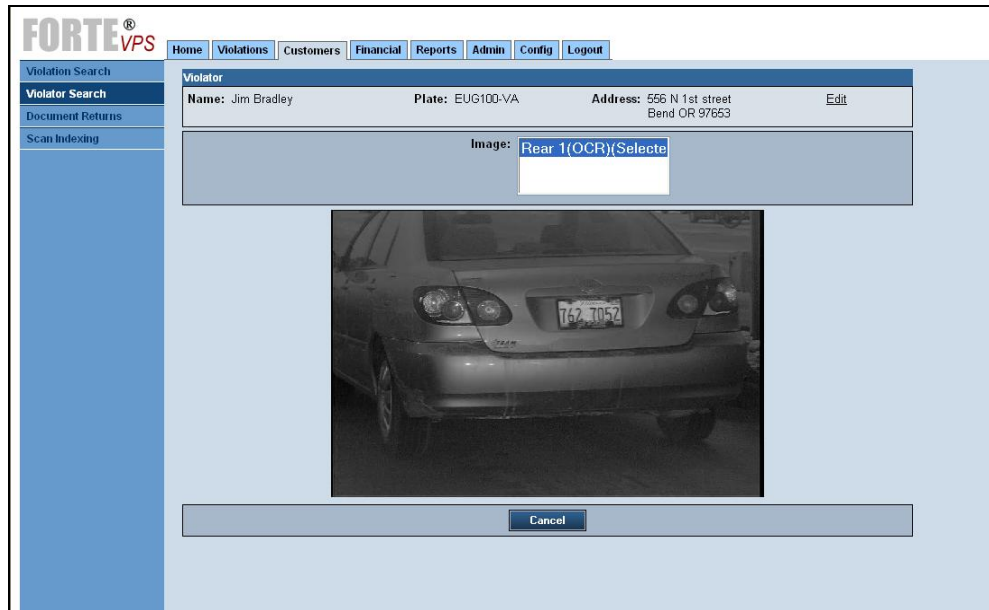 FORTE® VPS
Home Violations Customers Financial Reports Admin Config Logout
Violation Search
Violator Search
Document Returns
Scan Indexing
Violator
Name: Jim Bradley Plate: EUG100-VA Address: 556 N 1st street Edit
Bend OR 97653
Image: Rear 1(OCR)(Selecte
762 7052
Cancel